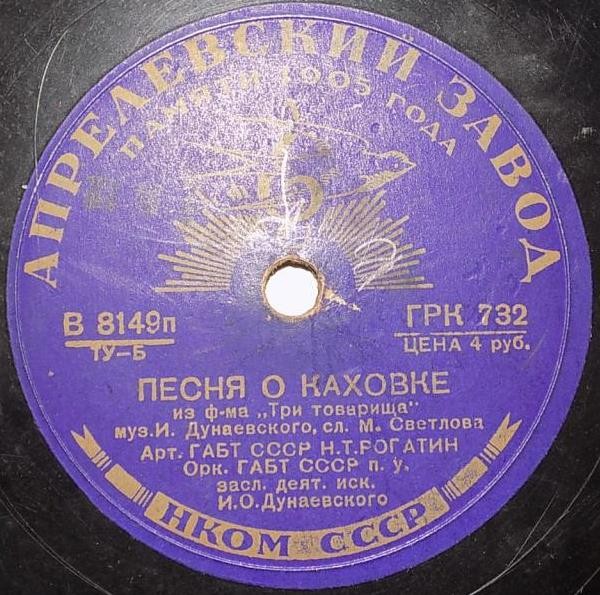 АПРЕЛЕВСКИЙ ЗАВОД
ПАМЯТИ 1905 ГОДА
В 8149п
ТУ-Б
ГРК 732
ЦЕНА 4 руб.
ПЕСНЯ О КАХОВКЕ
из ф-ма „Три товарища"
муз. И. Дунаевского, сл. М. Светлова
Арт. ГАБТ СССР Н.Т.РОГАТИН
Орк. ГАБТ СССР п. у.
засл. деят. иск.
И.О.Дунаевского
НКОМ СССР